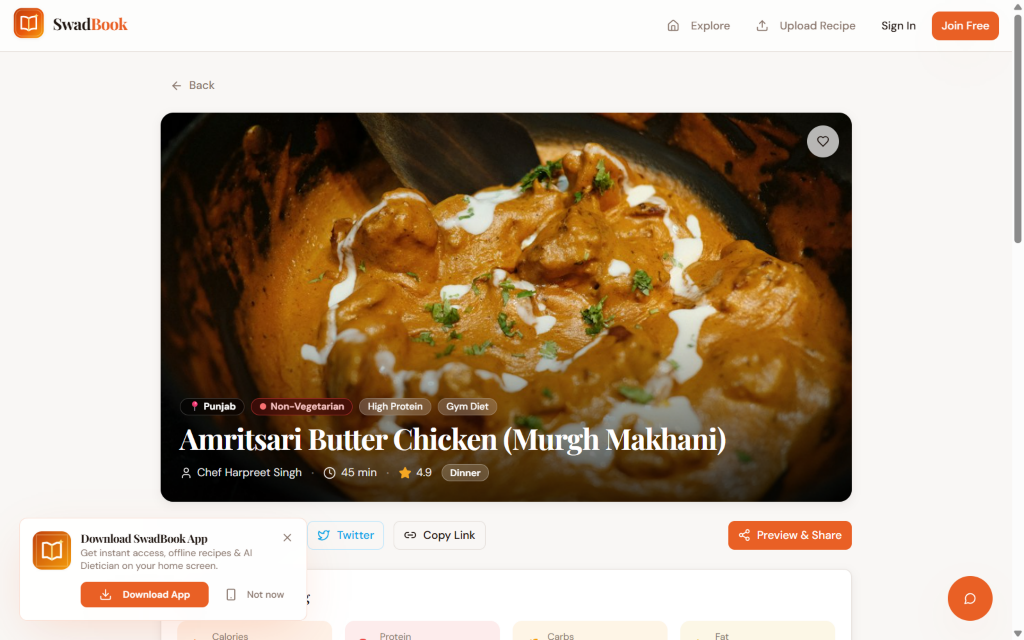 SwadBook
Explore
Upload Recipe
Sign In
Join Free
Back
Punjab
Non-Vegetarian
High Protein
Gym Diet
Amritsari Butter Chicken (Murgh Makhani)
Chef Harpreet Singh · 45 min · 4.9 Dinner
Twitter
Copy Link
Preview & Share
Download SwadBook App
Get instant access, offline recipes & AI
Dietician on your home screen.
Download App
Not now
Calories
Protein
Carbs
Fat